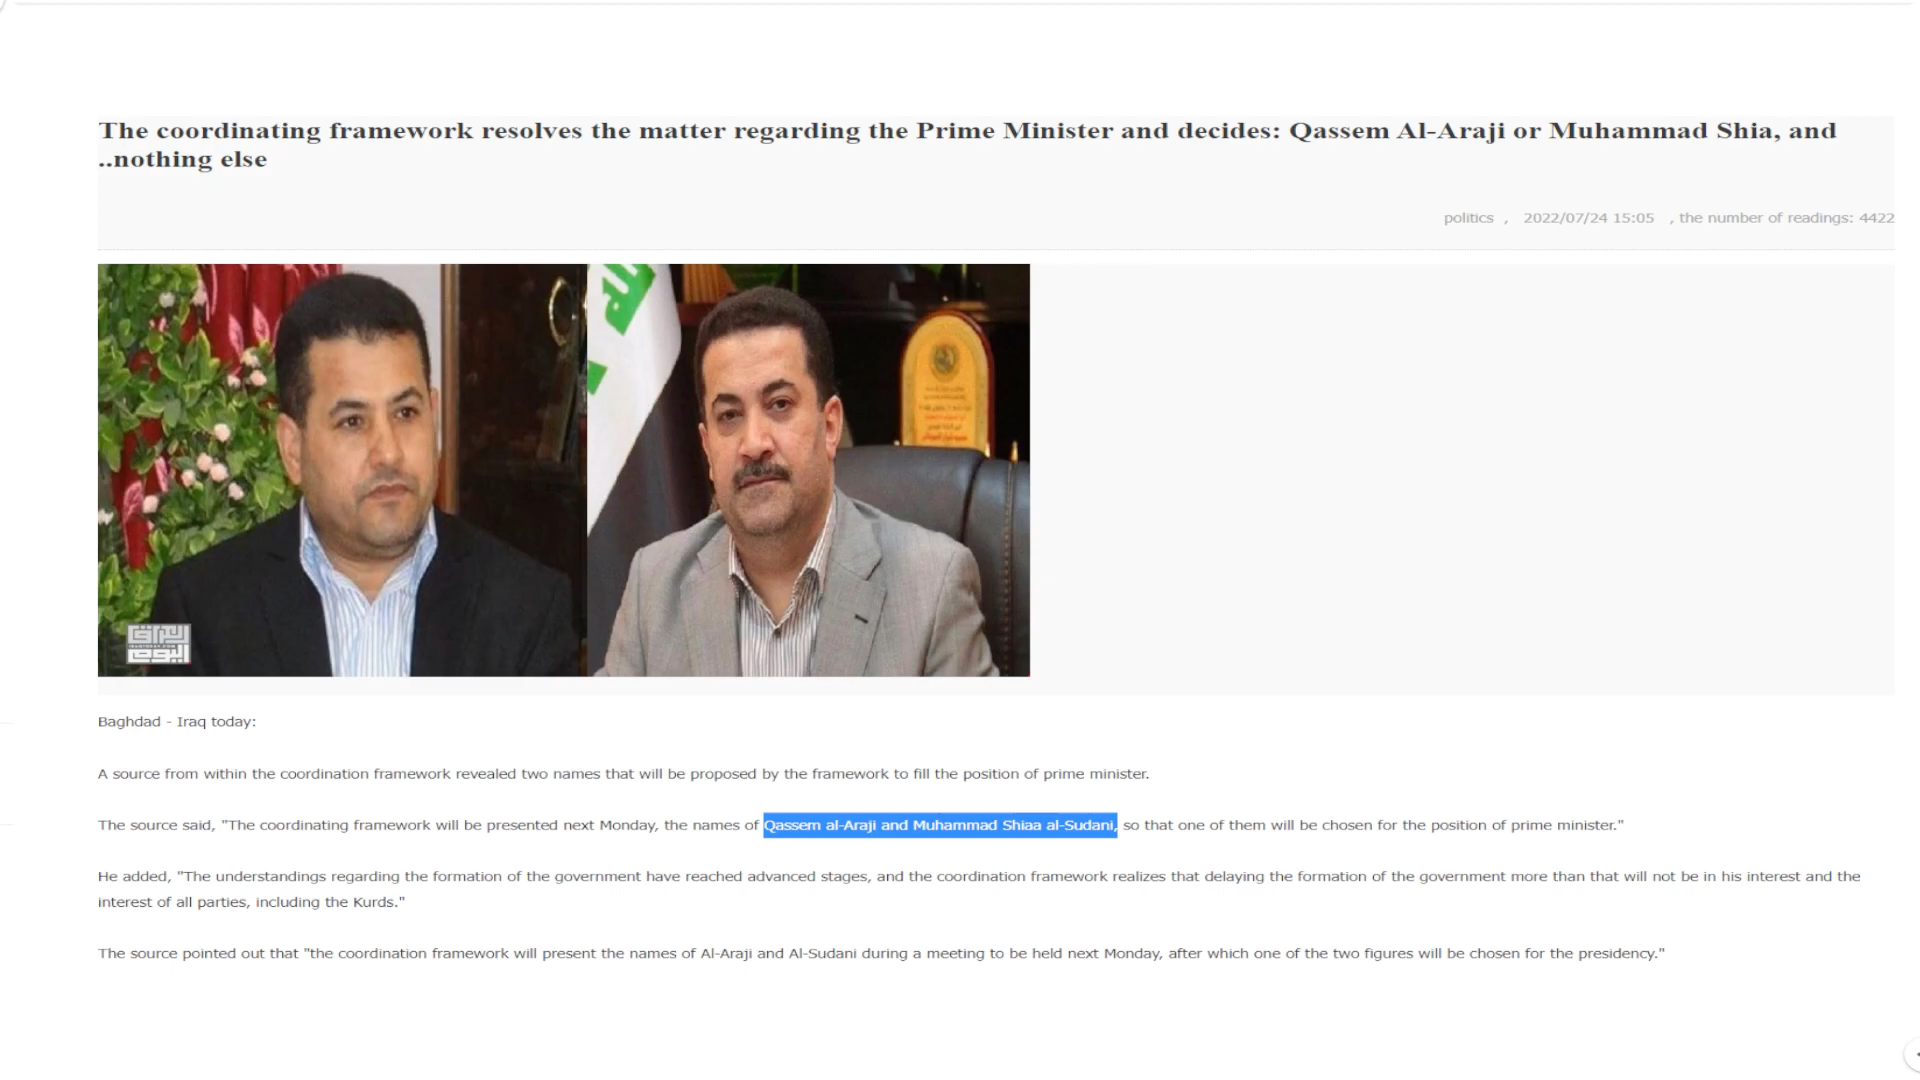 The coordinating framework resolves the matter regarding the Prime Minister and decides: Qassem Al-Araji or Muhammad Shia, and
..nothing else
politics , 2022/07/24 15:05 , the number of readings: 4422
العراق
اليوم
Baghdad - Iraq today:
A source from within the coordination framework revealed two names that will be proposed by the framework to fill the position of prime minister.
The source said, "The coordinating framework will be presented next Monday, the names of Qassem al-Araji and Muhammad Shiaa al-Sudani, so that one of them will be chosen for the position of prime minister."
He added, "The understandings regarding the formation of the government have reached advanced stages, and the coordination framework realizes that delaying the formation of the government more than that will not be in his interest and the
interest of all parties, including the Kurds."
The source pointed out that "the coordination framework will present the names of Al-Araji and Al-Sudani during a meeting to be held next Monday, after which one of the two figures will be chosen for the presidency."